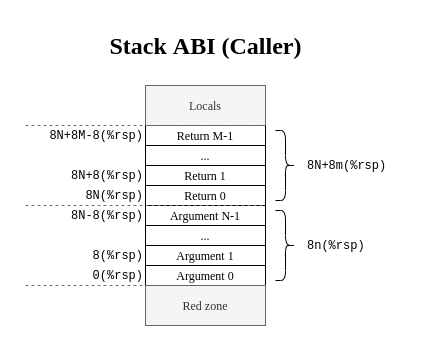 Stack ABI (Caller)
Locals
8N+8M-8(%rsp) Return M-1
...
8N+8m(%rsp)
8N+8(%rsp) Return 1
8N(%rsp) Return 0
8N-8(%rsp) Argument N-1
...
8n(%rsp)
8(%rsp) Argument 1
0(%rsp) Argument 0
Red zone